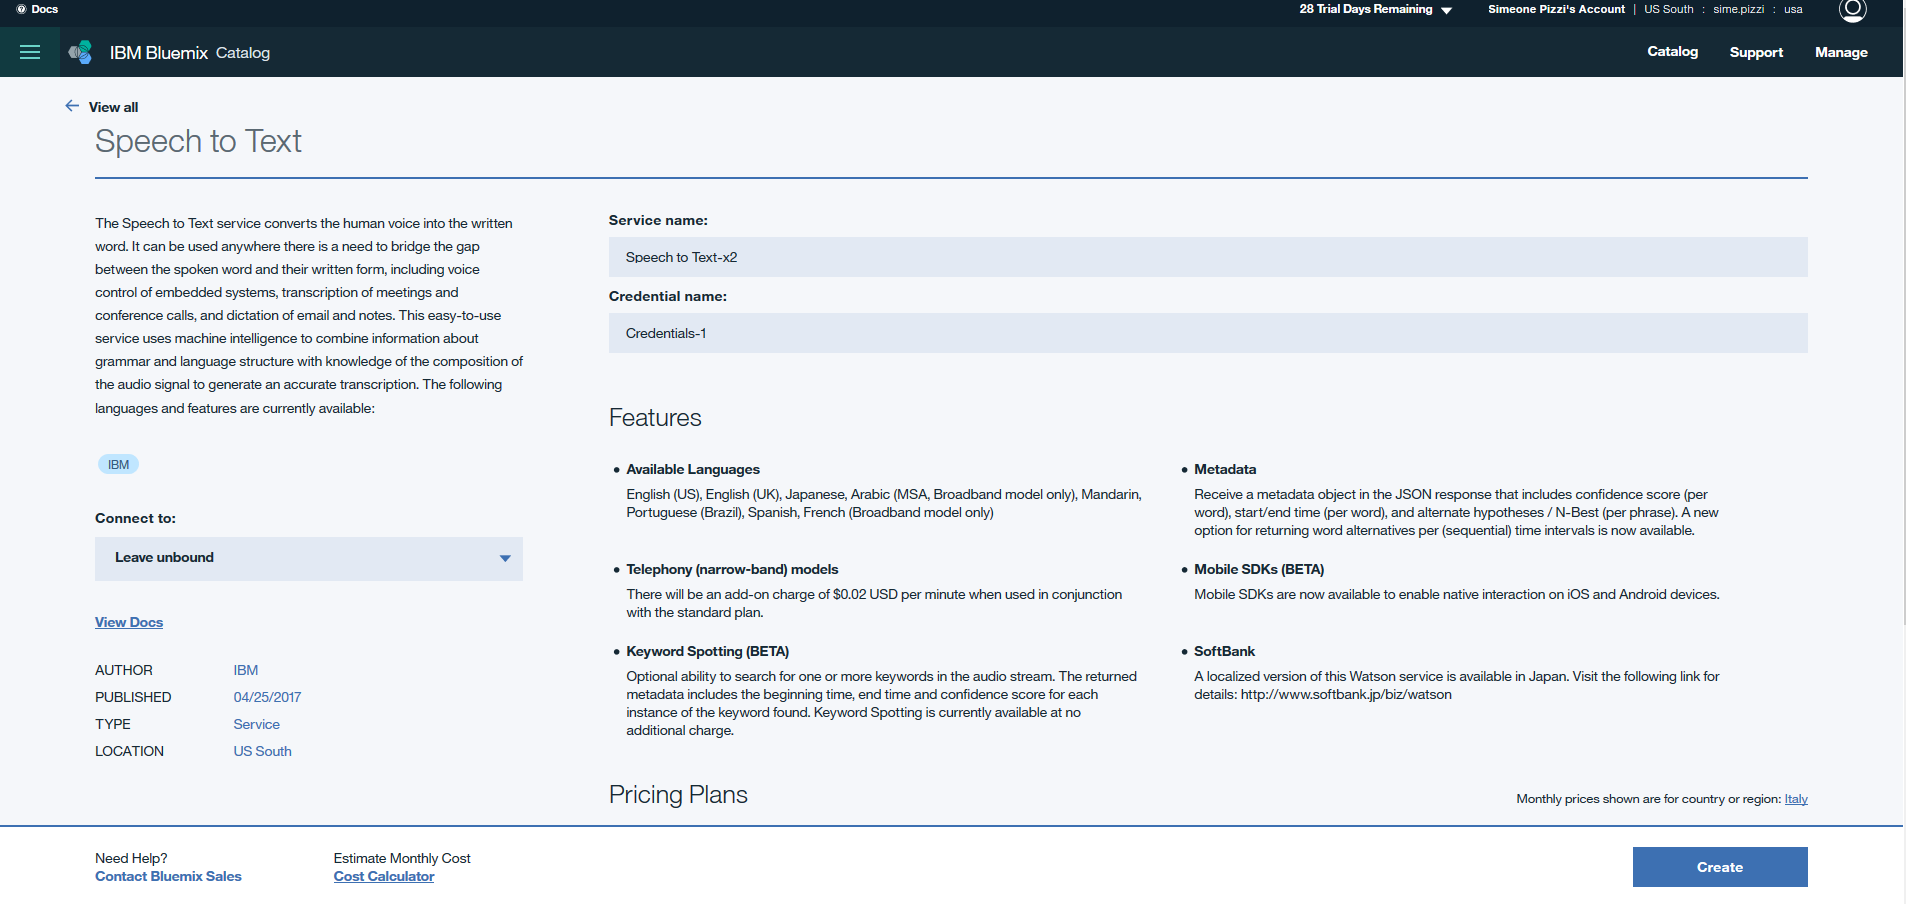 Docs
28 Trial Days Remaining
Simeone Pizzi's Account | US South : sime.pizzi : usa
IBM Bluemix Catalog
Catalog Support Manage
View all
Speech to Text
The Speech to Text service converts the human voice into the written
word. It can be used anywhere there is a need to bridge the gap
between the spoken word and their written form, including voice
control of embedded systems, transcription of meetings and
conference calls, and dictation of email and notes. This easy-to-use
service uses machine intelligence to combine information about
grammar and language structure with knowledge of the composition of
the audio signal to generate an accurate transcription. The following
languages and features are currently available:
IBM
Connect to:
Leave unbound
View Docs
AUTHOR IBM
PUBLISHED 04/25/2017
TYPE Service
LOCATION US South
Service name:
Speech to Text-x2
Credential name:
Credentials-1
Features
Available Languages
English (US), English (UK), Japanese, Arabic (MSA, Broadband model only), Mandarin,
Portuguese (Brazil), Spanish, French (Broadband model only)
Metadata
Receive a metadata object in the JSON response that includes confidence score (per
word), start/end time (per word), and alternate hypotheses / N-Best (per phrase). A new
option for returning word alternatives per (sequential) time intervals is now available.
Telephony (narrow-band) models
There will be an add-on charge of $0.02 USD per minute when used in conjunction
with the standard plan.
Mobile SDKs (BETA)
Mobile SDKs are now available to enable native interaction on iOS and Android devices.
Keyword Spotting (BETA)
Optional ability to search for one or more keywords in the audio stream. The returned
metadata includes the beginning time, end time and confidence score for each
instance of the keyword found. Keyword Spotting is currently available at no
additional charge.
SoftBank
A localized version of this Watson service is available in Japan. Visit the following link for
details: http://www.softbank.jp/biz/watson
Pricing Plans
Monthly prices shown are for country or region: Italy
Need Help?
Contact Bluemix Sales
Estimate Monthly Cost
Cost Calculator
Create